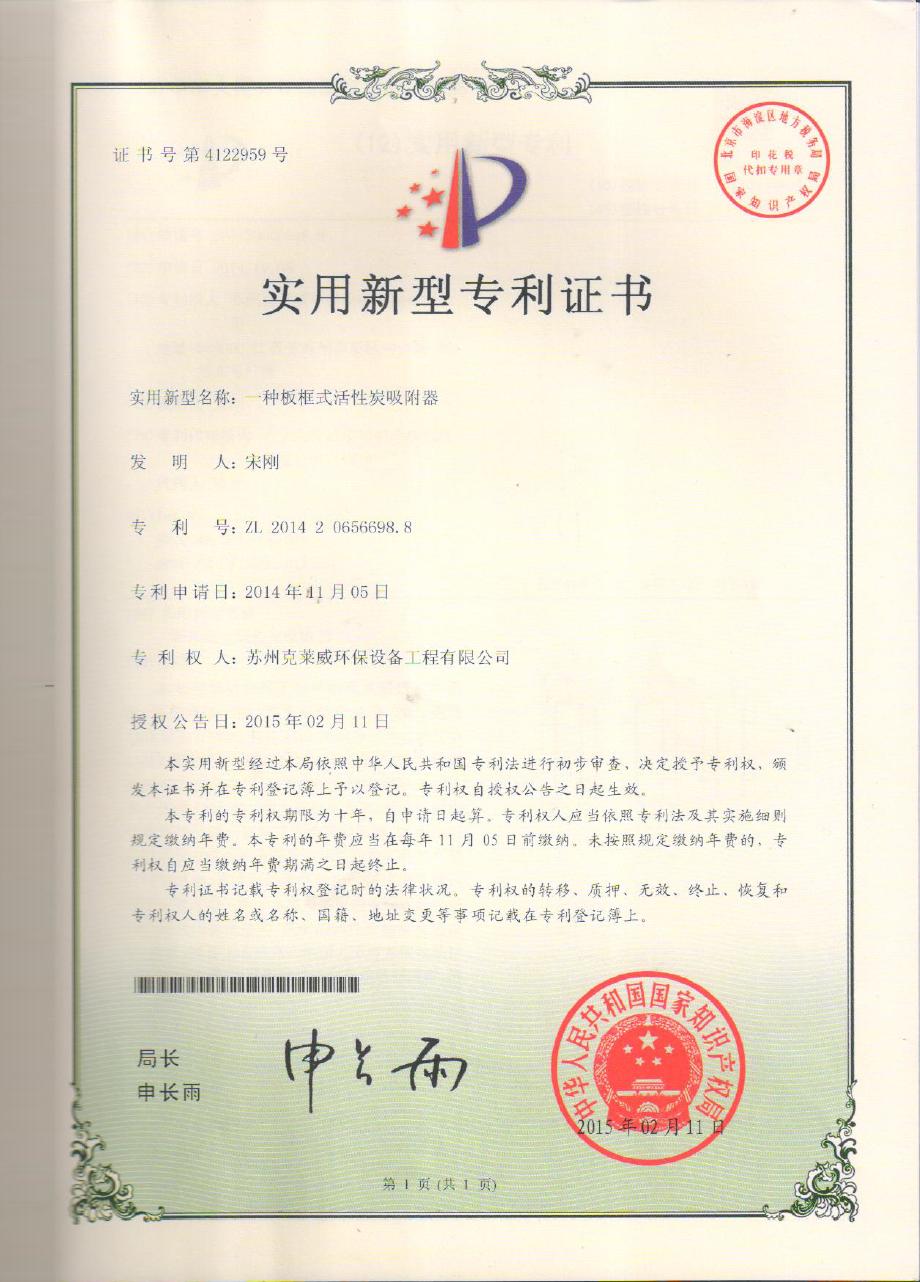 证书号第4122959号
北京市海淀区地方税务局
印花税
代扣专用章
国家知识产权局
实用新型专利证书
实用新型名称：一种板框式活性炭吸附器
发明人：宋刚
专利号：ZL 2014 2 0656698.8
专利申请日：2014年11月05日
专利权人：苏州克莱威环保设备工程有限公司
授权公告日：2015年02月11日
本实用新型经过本局依照中华人民共和国专利法进行初步审查，决定授予专利权，颁
发本证书并在专利登记簿上予以登记。专利权自授权公告之日起生效。
本专利的专利权期限为十年，自申请日起算。专利权人应当依照专利法及其实施细则
规定缴纳年费。本专利的年费应当在每年11月05日前缴纳。未按照规定缴纳年费的，专
利权自应当缴纳年费期满之日起终止。
专利证书记载专利权登记时的法律状况。专利权的转移、质押、无效、终止、恢复和
专利权人的姓名或名称、国籍、地址变更等事项记载在专利登记簿上。
局长
申长雨
申长雨
中华人民共和国国家知识产权局
2015年02月11日
第1页(共1页)